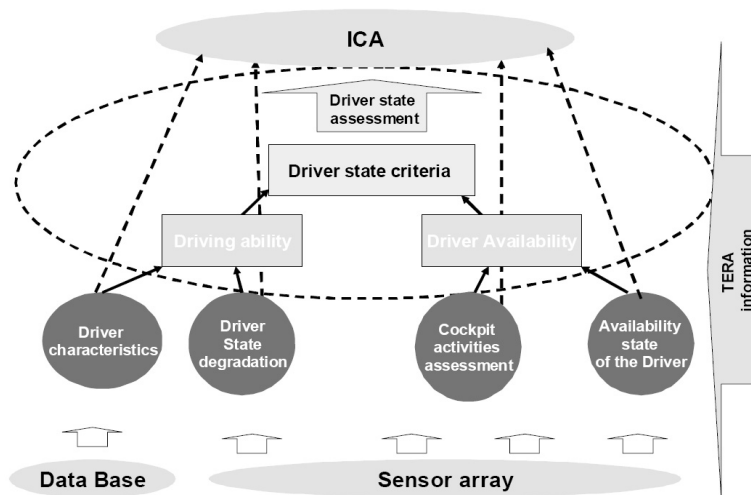 ICA
Driver state
assessment
Driver state criteria
Driving ability
Driver Availability
TERA
information
Driver
characteristics
Driver
State
degradation
Cockpit
activities
assessment
Availability
state
of the Driver
Data Base
Sensor array